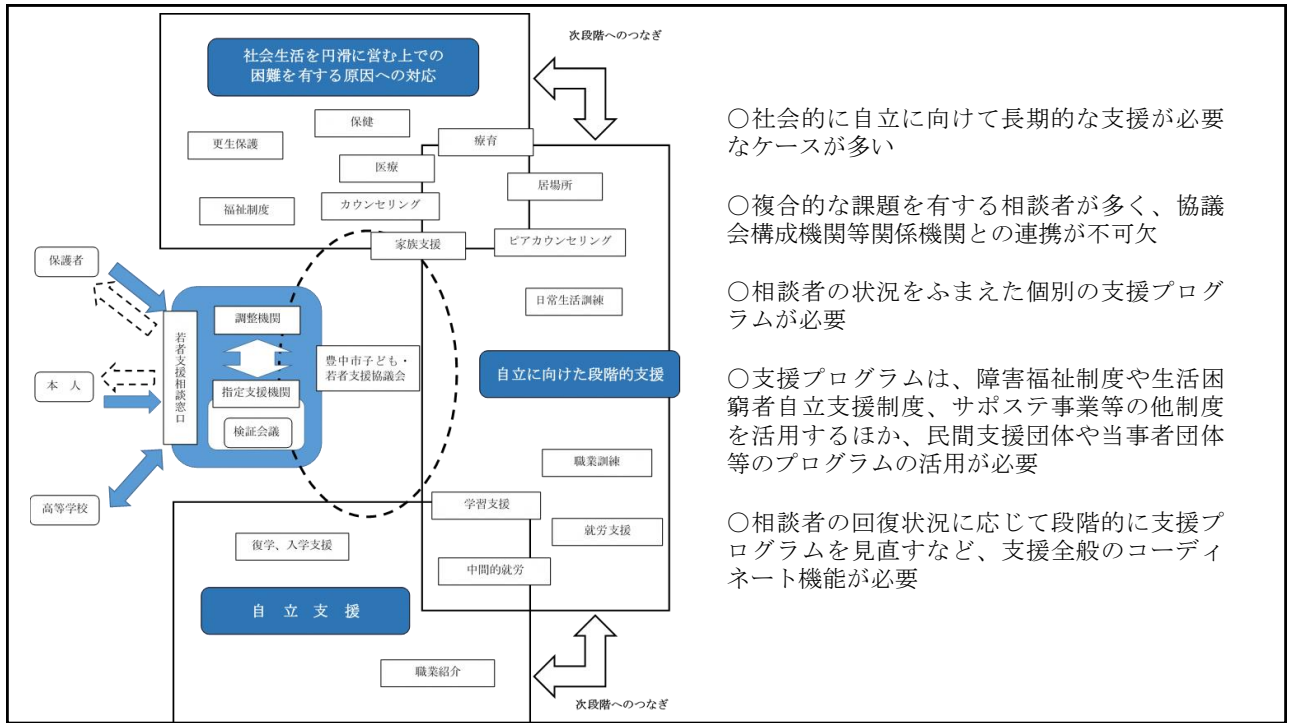 次段階へのつなぎ
社会生活を円滑に営む上での
困難を有する原因への対応
保健
更生保護
療育
医療
居場所
福祉制度
カウンセリング
家族支援
ピアカウンセリング
保護者
日常生活訓練
調整機関
若者支援相談窓口
豊中市子ども・
若者支援協議会
自立に向けた段階的支援
本 人
指定支援機関
検証会議
職業訓練
高等学校
学習支援
就労支援
復学、入学支援
中間的就労
自 立 支 援
職業紹介
次段階へのつなぎ
〇社会的に自立に向けて長期的な支援が必要
なケースが多い
〇複合的な課題を有する相談者が多く、協議
会構成機関等関係機関との連携が不可欠
〇相談者の状況をふまえた個別の支援プログ
ラムが必要
〇支援プログラムは、障害福祉制度や生活困
窮者自立支援制度、サポステ事業等の他制度
を活用するほか、民間支援団体や当事者団体
等のプログラムの活用が必要
〇相談者の回復状況に応じて段階的に支援プ
ログラムを見直すなど、支援全般のコーディ
ネート機能が必要